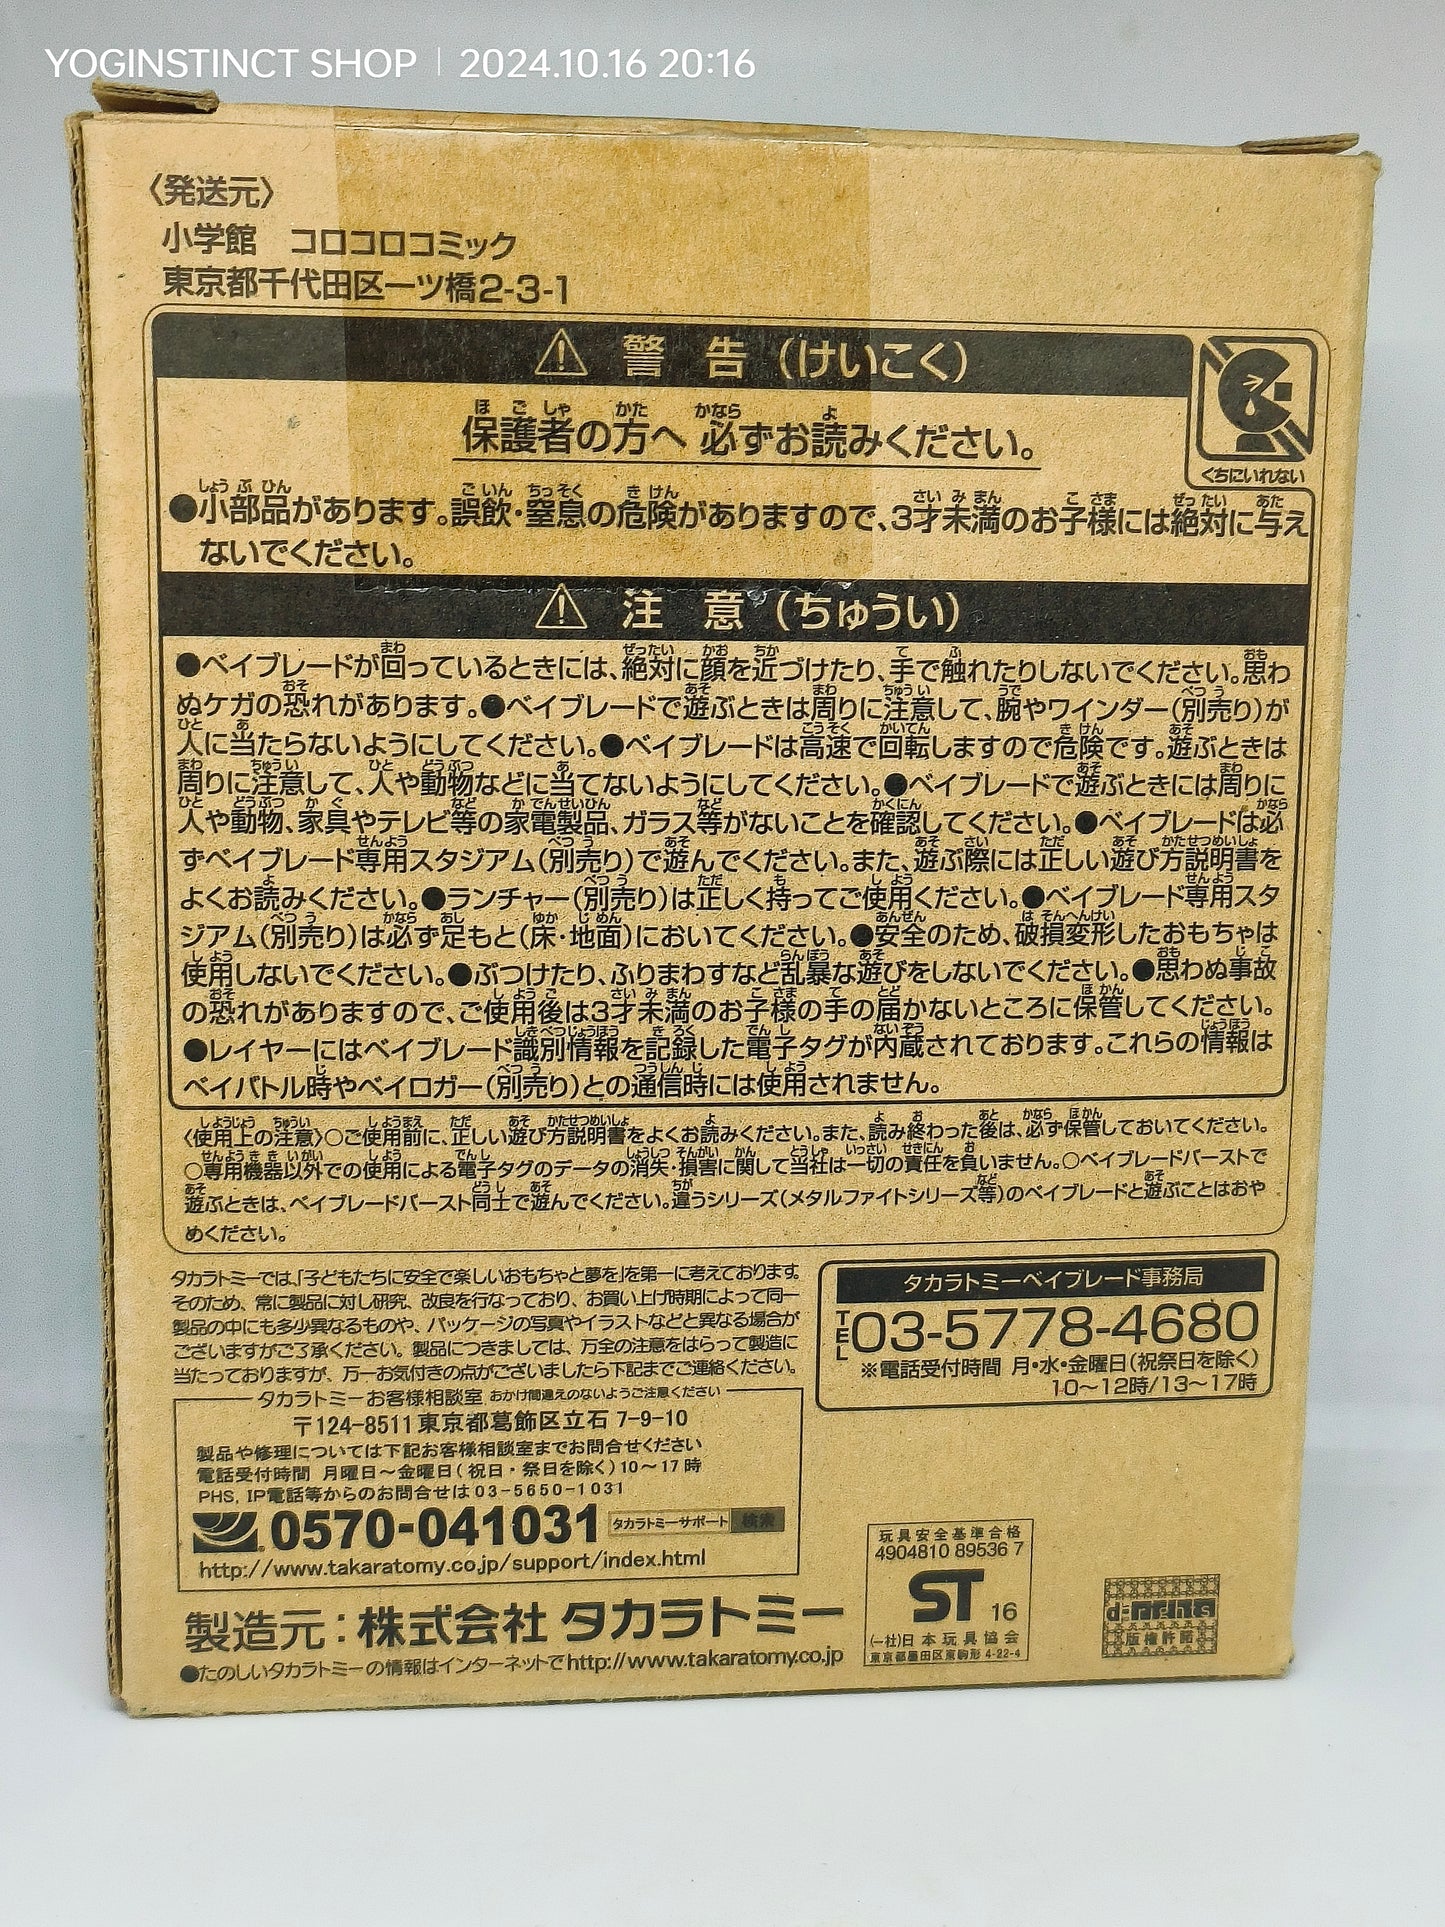 YOGINSTINCT SHOP | 2024.10.16 20:16
〈発送元〉
小学館 コロコロコミック
東京都千代田区一ツ橋2-3-1
⚠ 警 告 (けいこく)
くちにいれない
保護者の方へ 必ずお読みください。
●小部品があります。誤飲・窒息の危険がありますので、3才未満のお子様には絶対に与え
ないでください。
⚠ 注 意 (ちゅうい)
●ベイブレードが回っているときには、絶対に顔を近づけたり、手で触れたりしないでください。思わ
ぬケガの恐れがあります。●ベイブレードで遊ぶときは周りに注意して、腕やワインダー(別売り)が
人に当たらないようにしてください。●ベイブレードは高速で回転しますので危険です。遊ぶときは
周りに注意して、人や動物などに当てないようにしてください。●ベイブレードで遊ぶときには周りに
人や動物、家具やテレビ等の家電製品、ガラス等がないことを確認してください。●ベイブレードは必
ずベイブレード専用スタジアム(別売り)で遊んでください。また、遊ぶ際には正しい遊び方説明書を
よくお読みください。●ランチャー(別売り)は正しく持ってご使用ください。●ベイブレード専用スタ
ジアム(別売り)は必ず足もと(床・地面)においてください。●安全のため、破損変形したおもちゃは
使用しないでください。●ぶつけたり、ふりまわすなど乱暴な遊びをしないでください。●思わぬ事故
の恐れがありますので、ご使用後は3才未満のお子様の手の届かないところに保管してください。
●レイヤーにはベイブレード識別情報を記録した電子タグが内蔵されております。これらの情報は
ベイバトル時やベイロガー(別売り)との通信時には使用されません。
〈使用上の注意〉○ご使用前に、正しい遊び方説明書をよくお読みください。また、読み終わった後は、必ず保管しておいてください。
○専用機器以外での使用による電子タグのデータの消失・損害に関して当社は一切の責任を負いません。○ベイブレードバーストで
遊ぶときは、ベイブレードバースト同士で遊んでください。違うシリーズ(メタルファイトシリーズ等)のベイブレードと遊ぶことはおや
めください。
タカラトミーでは、「子どもたちに安全で楽しいおもちゃと夢を」を第一に考えております。
そのため、常に製品に対し研究、改良を行なっており、お買い上げ時期によって同一
製品の中にも多少異なるものや、パッケージの写真やイラストなどと異なる場合が
ございますがご了承ください。製品につきましては、万全の注意をはらって製造に
当たっておりますが、万一お気付きの点がございましたら下記までご連絡ください。
タカラトミーベイブレード事務局
TEL 03-5778-4680
※電話受付時間 月・水・金曜日(祝祭日を除く)
10〜12時/13〜17時
タカラトミーお客様相談室 おかけ間違えのないようご注意ください
〒124-8511 東京都葛飾区立石 7-9-10
製品や修理については下記お客様相談室までお問合せください
電話受付時間 月曜日〜金曜日(祝日・祭日を除く)10〜17時
PHS, IP電話等からのお問合せは03-5650-1031
0570-041031 タカラトミーサポート 検索
http://www.takaratomy.co.jp/support/index.html
製造元:株式会社 タカラトミー
●たのしいタカラトミーの情報はインターネットで http://www.takaratomy.co.jp
玩具安全基準合格
4904810 89536 7
ST 16
(一社)日本玩具協会
東京都墨田区東駒形 4-22-4
d-rights
版権許諾